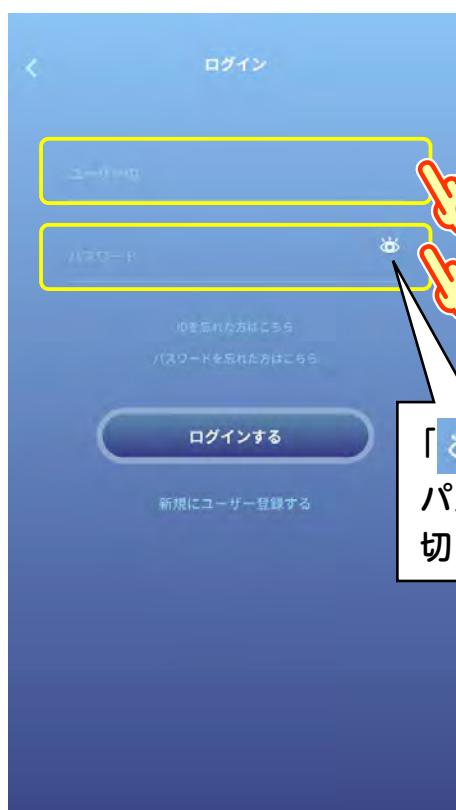 ログイン
ユーザーID
パスワード
IDを忘れた方はこちら
パスワードを忘れた方はこちら
ログインする
新規にユーザー登録する
「
パ
切